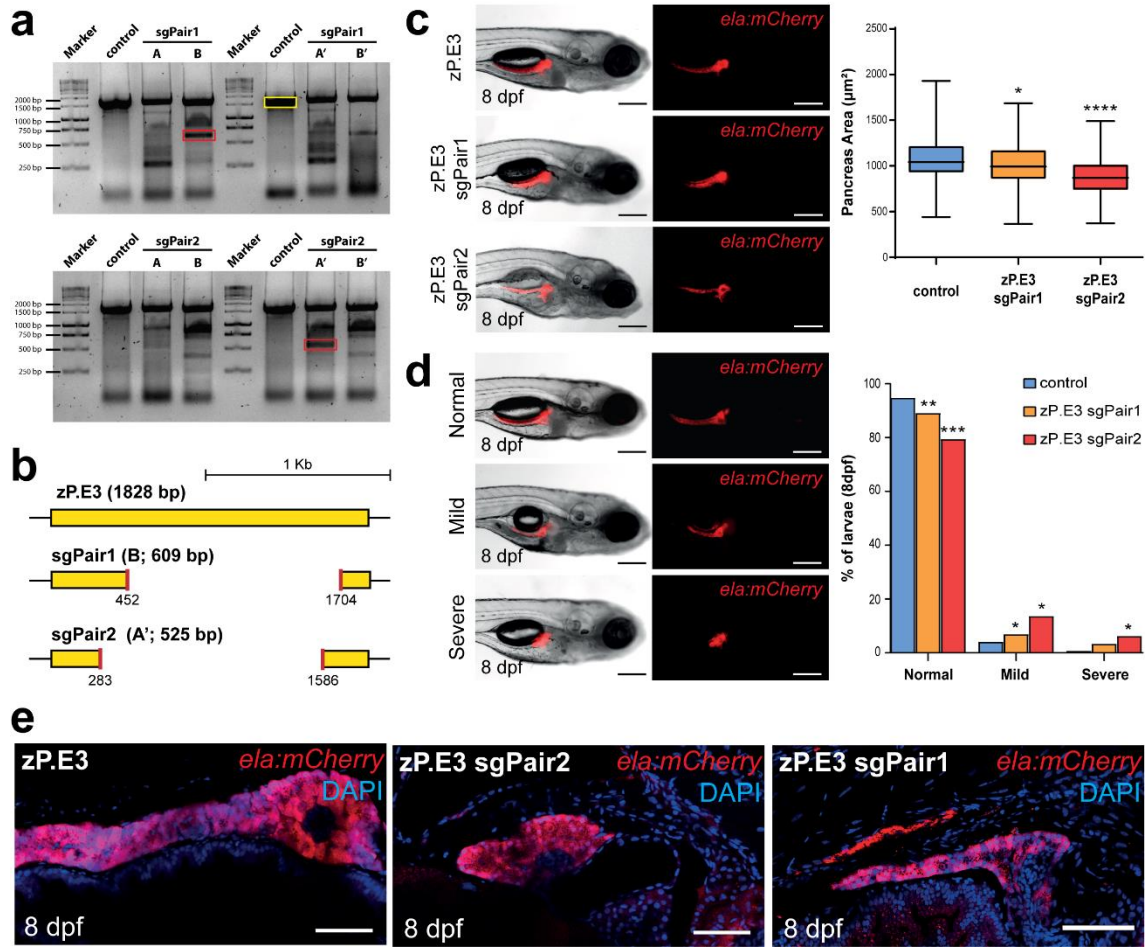 a
Marker control sgPair1 A B control sgPair1 A′ B′
2000 bp
1500 bp
1000 bp
750 bp
500 bp
250 bp
Marker control sgPair2 A B Marker control sgPair2 A′ B′
2000 bp
1500 bp
1000 bp
750 bp
500 bp
250 bp
b
1 Kb
zP.E3 (1828 bp)
sgPair1 (B; 609 bp)
452 1704
sgPair2 (A’; 525 bp)
283 1586
c
zP.E3
8 dpf
ela:mCherry
zP.E3 sgPair1
8 dpf
ela:mCherry
zP.E3 sgPair2
8 dpf
ela:mCherry
Pancreas Area (µm²)
2500
2000
1500
1000
500
0
*
****
control
zP.E3 sgPair1
zP.E3 sgPair2
d
Normal
8 dpf
ela:mCherry
Mild
8 dpf
ela:mCherry
Severe
8 dpf
ela:mCherry
% of larvae (8dpf)
100
80
60
40
20
0
control
zP.E3 sgPair1
zP.E3 sgPair2
**
***
*
*
*
Normal Mild Severe
e
zP.E3 ela:mCherry
DAPI
8 dpf
zP.E3 sgPair2 ela:mCherry
DAPI
8 dpf
zP.E3 sgPair1 ela:mCherry
DAPI
8 dpf